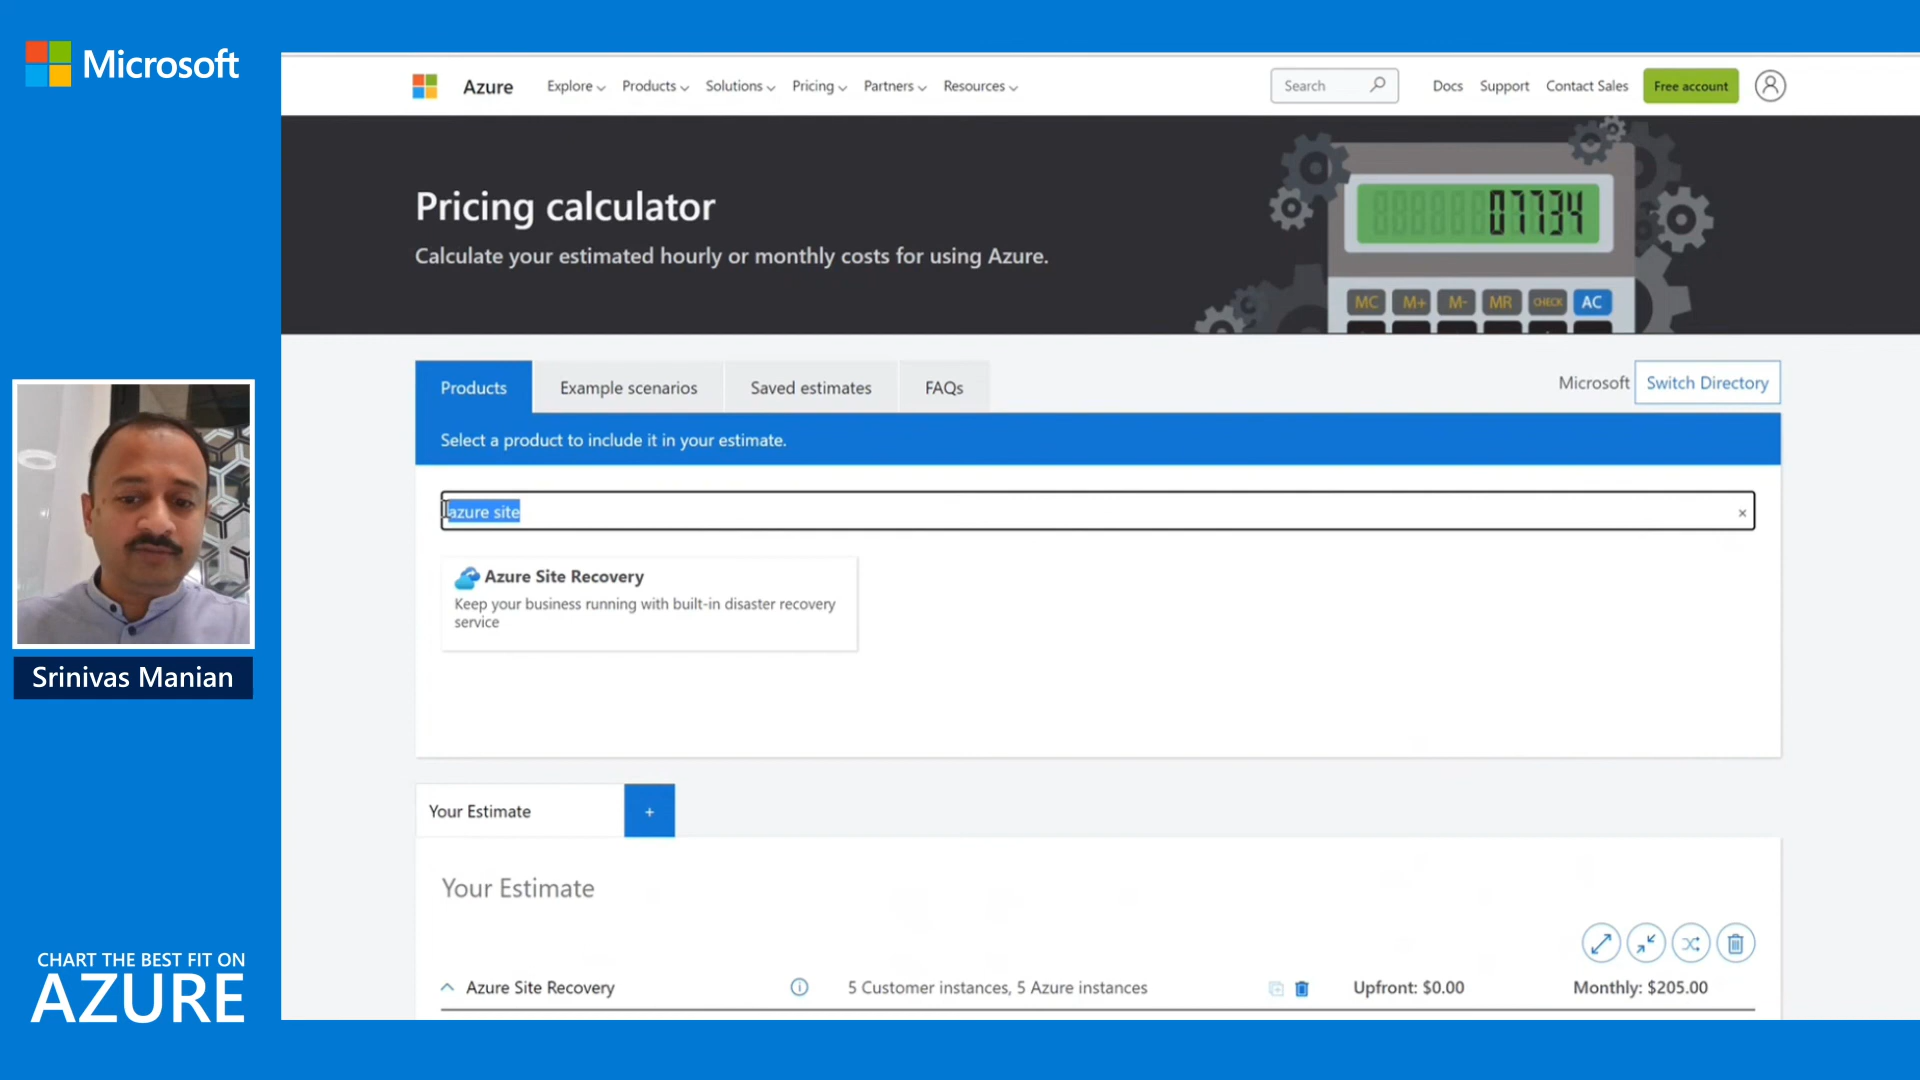 Microsoft
Azure
Explore
Products
Solutions
Pricing
Partners
Resources
Search
Docs
Support
Contact Sales
Free account
Pricing calculator
Calculate your estimated hourly or monthly costs for using Azure.
07734
MC M+ M- MR CHECK AC
Products
Example scenarios
Saved estimates
FAQs
Microsoft
Switch Directory
Select a product to include it in your estimate.
azure site
×
Azure Site Recovery
Keep your business running with built-in disaster recovery
service
Srinivas Manian
Your Estimate
+
Your Estimate
Azure Site Recovery
5 Customer instances, 5 Azure instances
Upfront: $0.00
Monthly: $205.00
CHART THE BEST FIT ON
AZURE